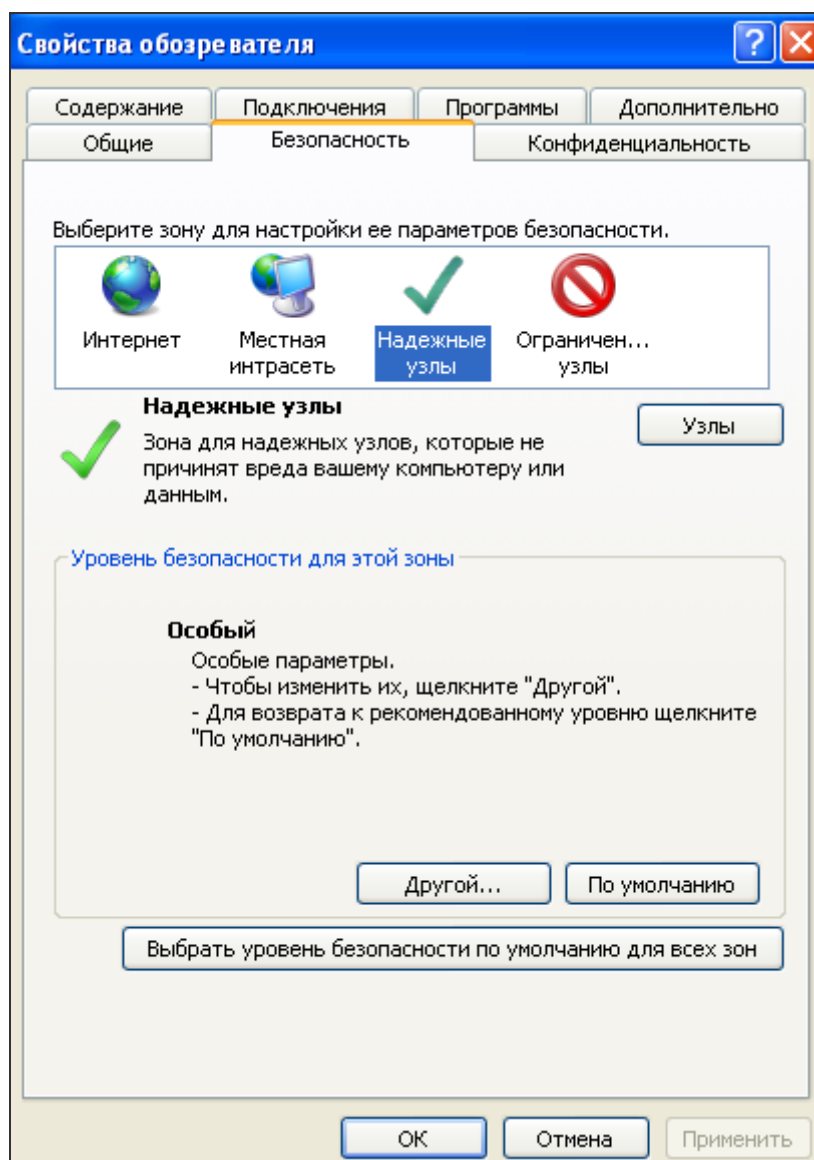 Свойства обозревателя
Содержание Подключения Программы Дополнительно
Общие Безопасность Конфиденциальность
Выберите зону для настройки ее параметров безопасности.
Интернет Местная интрасеть Надежные узлы Ограничен... узлы
Надежные узлы
Узлы
Зона для надежных узлов, которые не
причинят вреда вашему компьютеру или
данным.
Уровень безопасности для этой зоны
Особый
Особые параметры.
- Чтобы изменить их, щелкните "Другой".
- Для возврата к рекомендованному уровню щелкните
"По умолчанию".
Другой... По умолчанию
Выбрать уровень безопасности по умолчанию для всех зон
ОК Отмена Применить